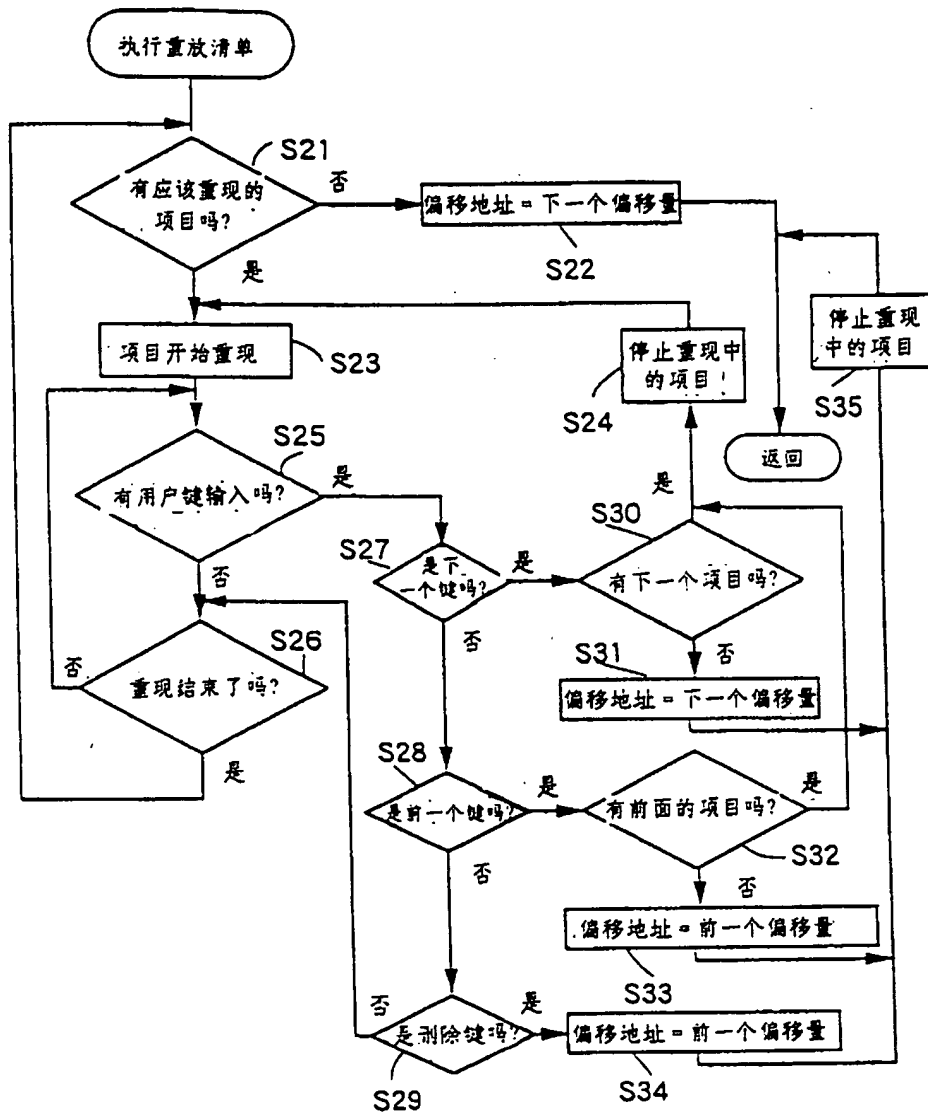 执行重放清单
S21
有应该重现的
项目吗?
否
偏移地址=下一个偏移量
S22
是
项目开始重现
S23
停止重现中
的项目
S24
停止重现
中的项目
S35
返回
S25
有用户键输入吗?
是
否
S27
是下
一个键吗?
是
否
S30
有下一个项目吗?
是
否
S31
偏移地址=下一个偏移量
S26
重现结束了吗?
否
是
S28
是前一个键吗?
是
否
有前面的项目吗?
是
S32
否
偏移地址=前一个偏移量
S33
否
是删除键吗?
是
S29
偏移地址=前一个偏移量
S34